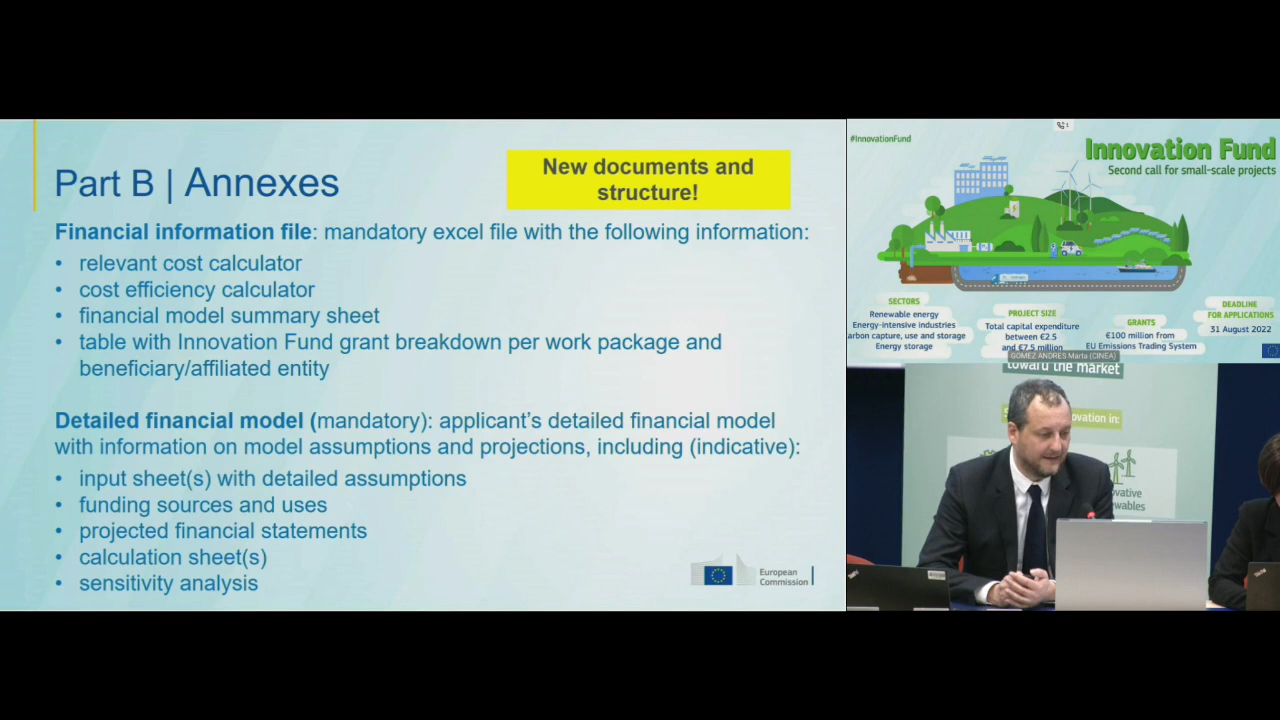 Part B | Annexes
New documents and
structure!
Financial information file: mandatory excel file with the following information:
• relevant cost calculator
• cost efficiency calculator
• financial model summary sheet
• table with Innovation Fund grant breakdown per work package and
beneficiary/affiliated entity
Detailed financial model (mandatory): applicant's detailed financial model
with information on model assumptions and projections, including (indicative):
• input sheet(s) with detailed assumptions
• funding sources and uses
• projected financial statements
• calculation sheet(s)
• sensitivity analysis
European
Commission
#InnovationFund
Innovation Fund
Second call for small-scale projects
SECTORS
Renewable energy
Energy-intensive industries
arbon capture, use and storage
Energy storage
PROJECT SIZE
Total capital expenditure
between €2.5
and €7.5 million
GRANTS
€100 million from
EU Emissions Trading System
DEADLINE
FOR APPLICATIONS
31 August 2022
GOMEZ ANDRES Marta (CINEA)
toward the market
ovation in:
vative
wables